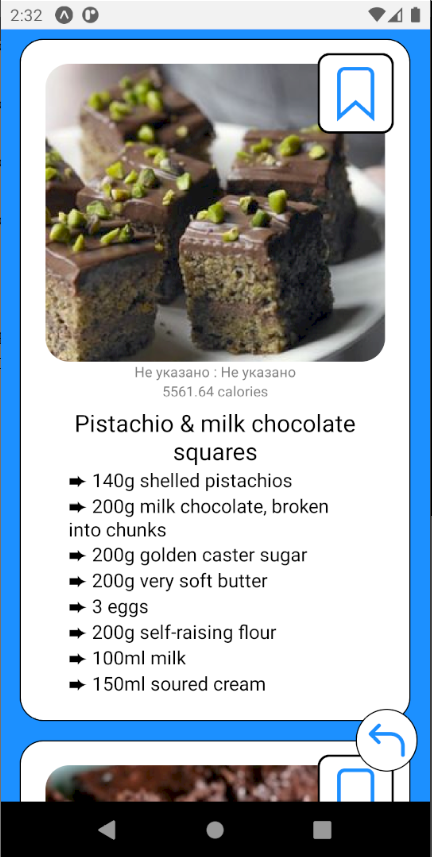 2:32
Не указано : Не указано
5561.64 calories
Pistachio & milk chocolate
squares
➨ 140g shelled pistachios
➨ 200g milk chocolate, broken
into chunks
➨ 200g golden caster sugar
➨ 200g very soft butter
➨ 3 eggs
➨ 200g self-raising flour
➨ 100ml milk
➨ 150ml soured cream